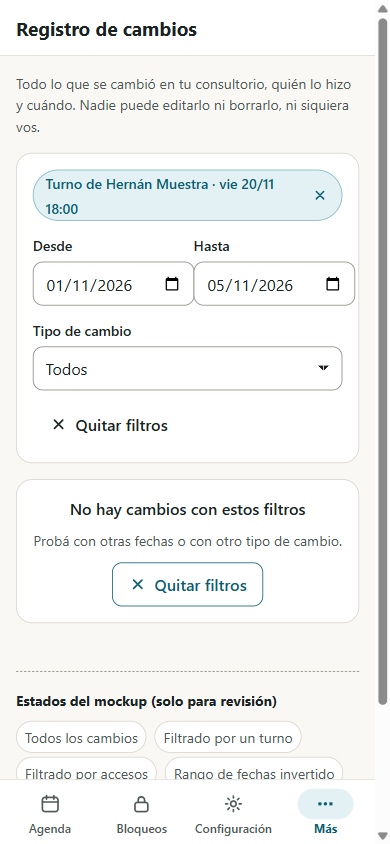 Registro de cambios
Todo lo que se cambió en tu consultorio, quién lo hizo
y cuándo. Nadie puede editarlo ni borrarlo, ni siquiera
vos.
Turno de Hernán Muestra · vie 20/11
18:00
Desde
Hasta
01/11/2026
05/11/2026
Tipo de cambio
Todos
Quitar filtros
No hay cambios con estos filtros
Probá con otras fechas o con otro tipo de cambio.
Quitar filtros
Estados del mockup (solo para revisión)
Todos los cambios
Filtrado por un turno
Filtrado por accesos
Rango de fechas invertido
Agenda
Bloqueos
Configuración
Más